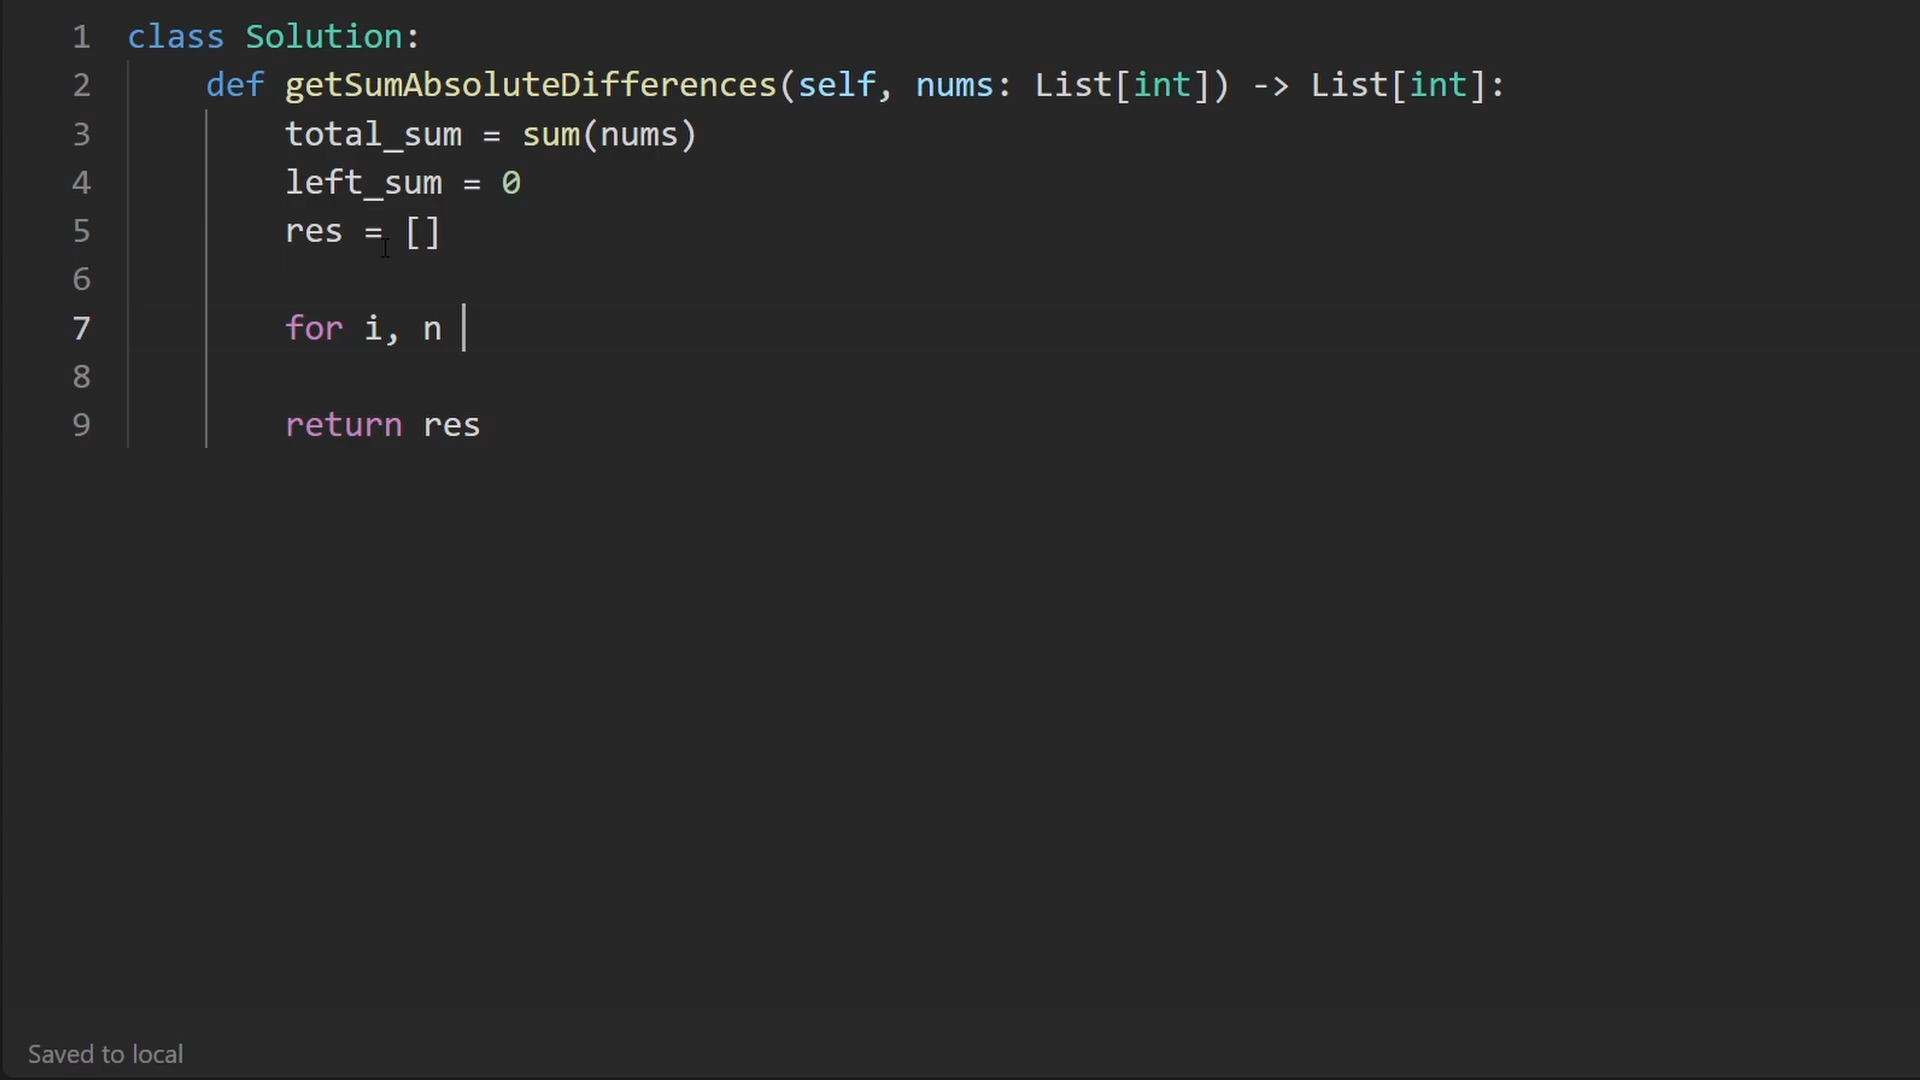 1 class Solution:
2 def getSumAbsoluteDifferences(self, nums: List[int]) -> List[int]:
3 total_sum = sum(nums)
4 left_sum = 0
5 res = []
6
7 for i, n
8
9 return res
Saved to local